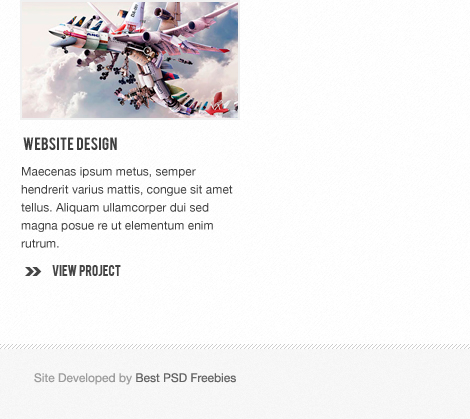 WEBSITE DESIGN
Maecenas ipsum metus, semper
hendrerit varius mattis, congue sit amet
tellus. Aliquam ullamcorper dui sed
magna posue re ut elementum enim
rutrum.
VIEW PROJECT
Site Developed by Best PSD Freebies